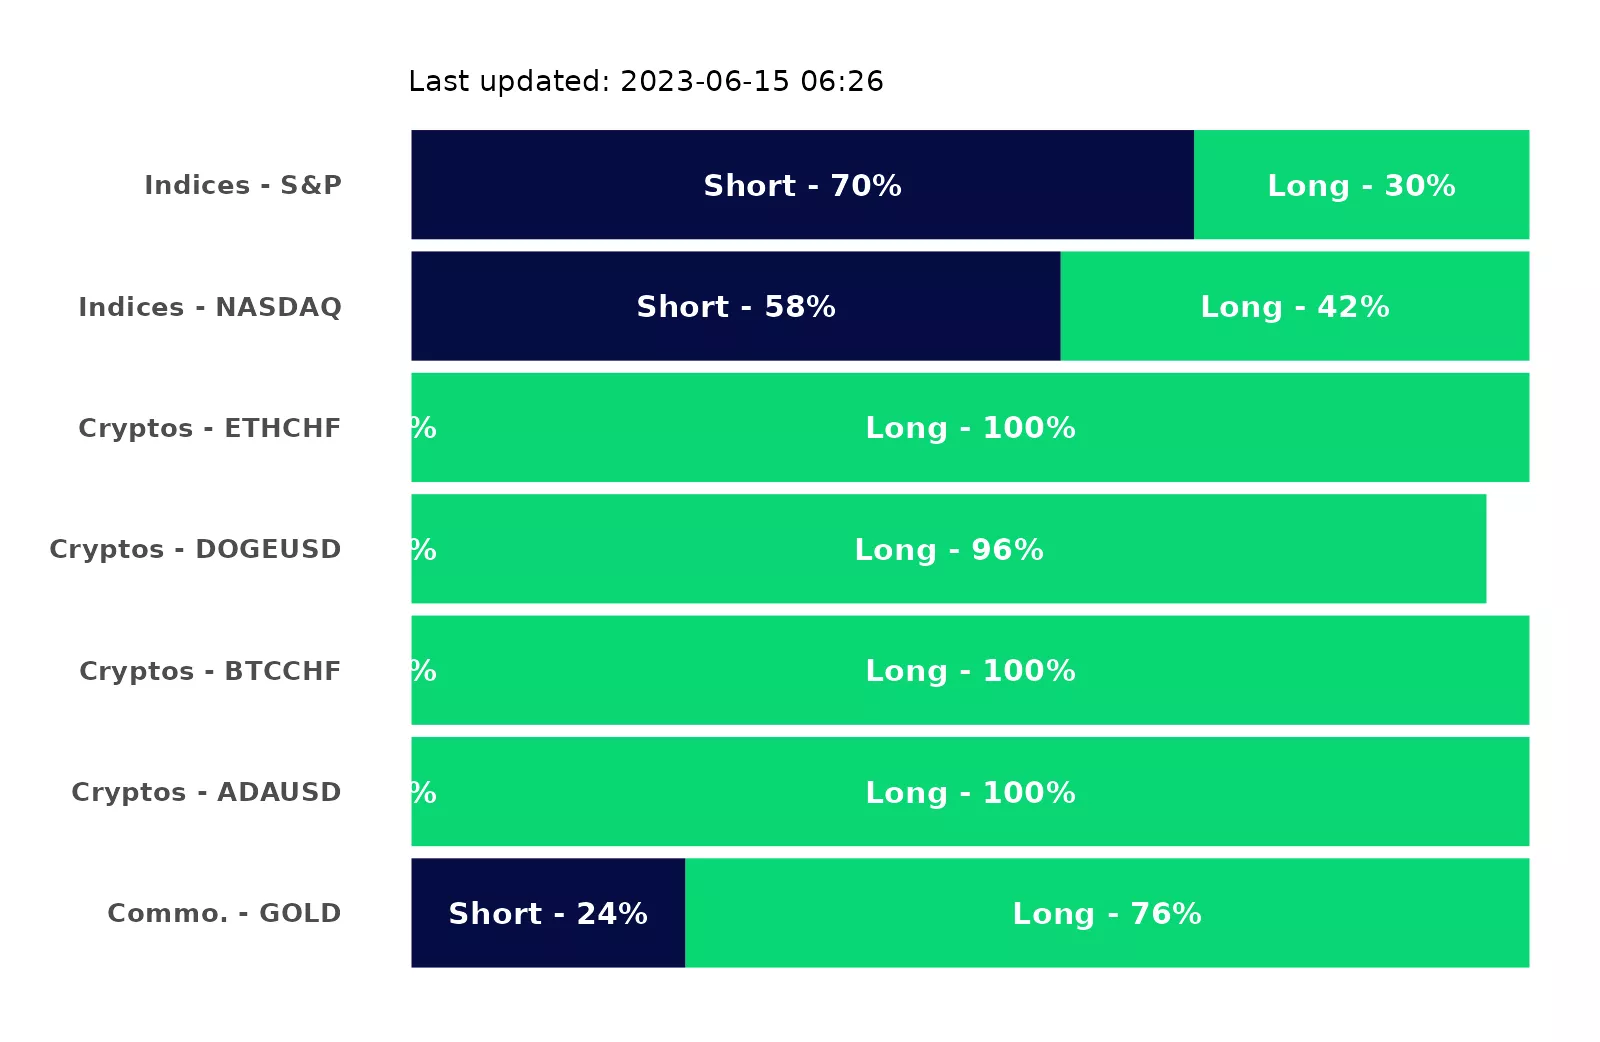 Last updated: 2023-06-15 06:26
Indices - S&P Short - 70% Long - 30%
Indices - NASDAQ Short - 58% Long - 42%
Cryptos - ETHCHF % Long - 100%
Cryptos - DOGEUSD % Long - 96%
Cryptos - BTCCHF % Long - 100%
Cryptos - ADAUSD % Long - 100%
Commo. - GOLD Short - 24% Long - 76%